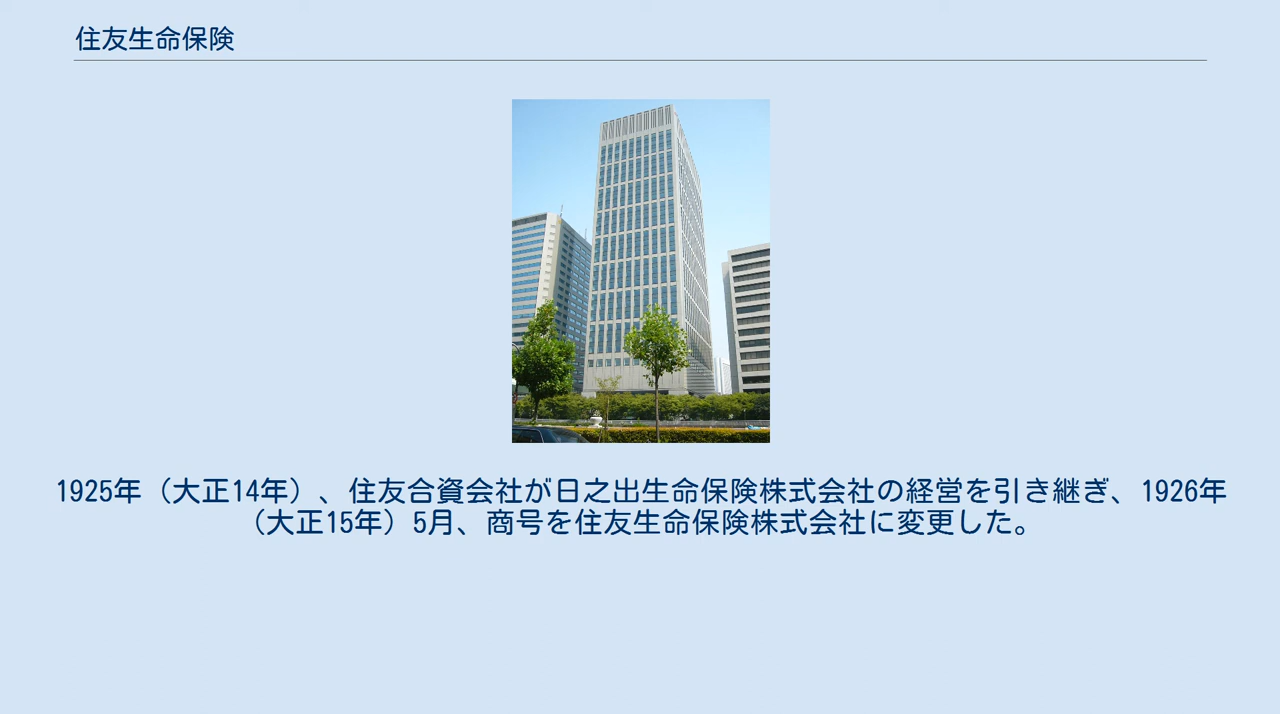 住友生命保険
1925年（大正14年）、住友合資会社が日之出生命保険株式会社の経営を引き継ぎ、1926年
（大正15年）5月、商号を住友生命保険株式会社に変更した。